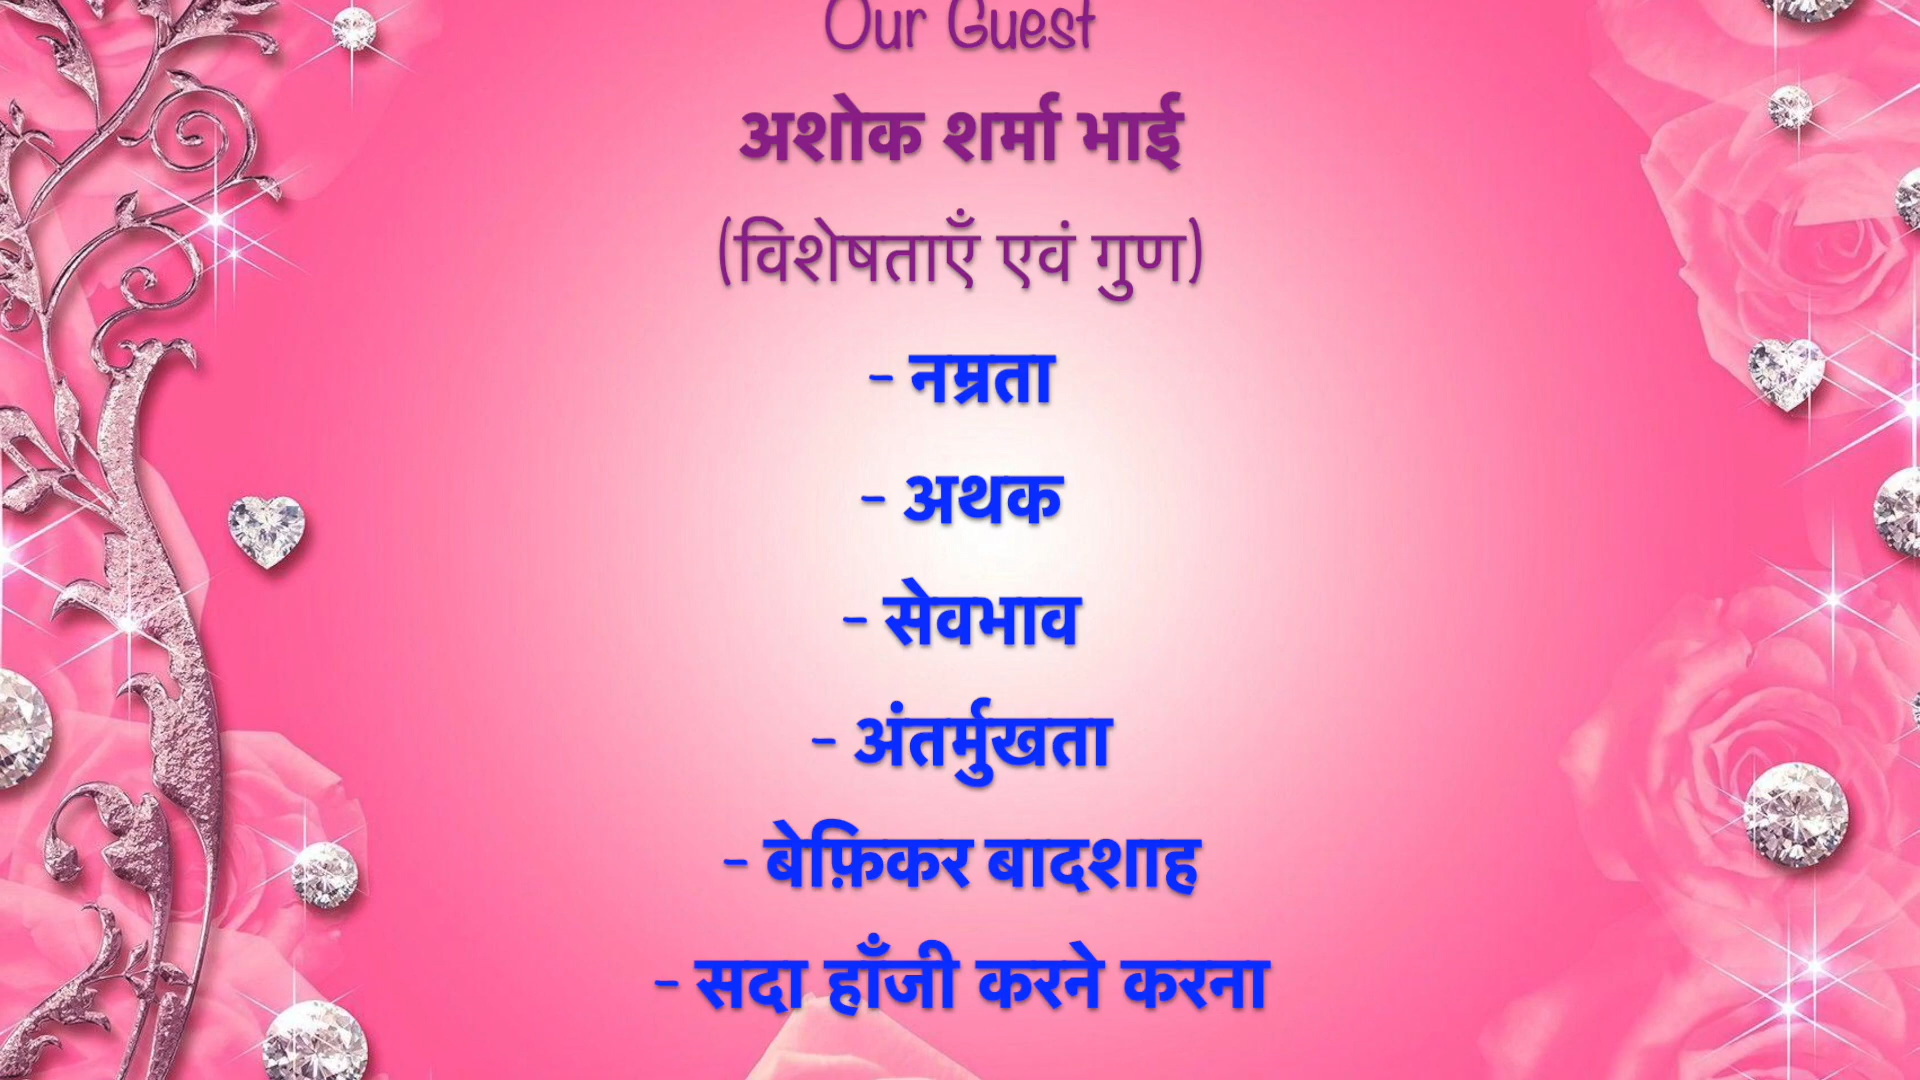 Our Guest
अशोक शर्मा भाई
(विशेषताएँ एवं गुण)
- नम्रता
- अथक
- सेवभाव
- अंतर्मुखता
- बेफ़िकर बादशाह
- सदा हाँजी करने करना